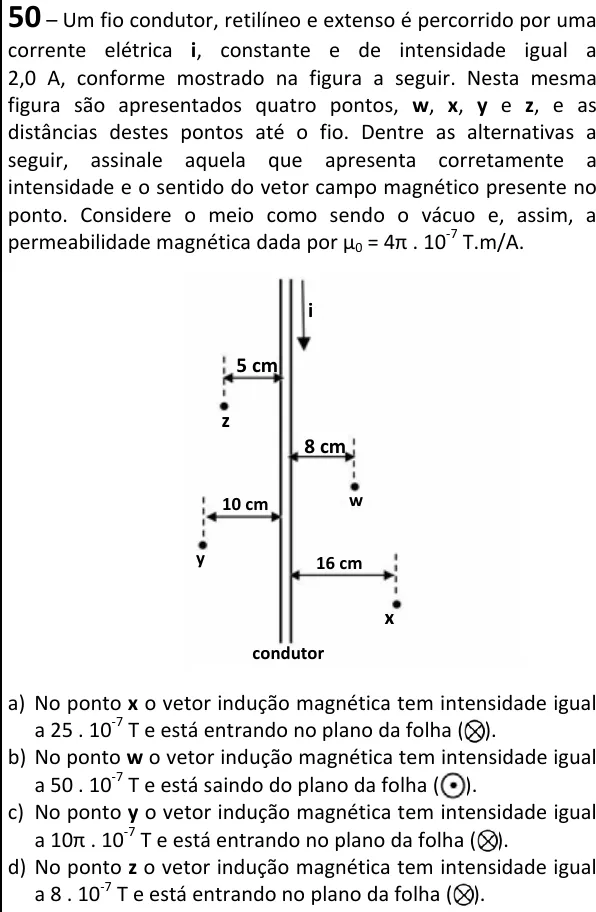 50 – Um fio condutor, retilíneo e extenso é percorrido por uma
corrente elétrica i, constante e de intensidade igual a
2,0 A, conforme mostrado na figura a seguir. Nesta mesma
figura são apresentados quatro pontos, w, x, y e z, e as
distâncias destes pontos até o fio. Dentre as alternativas a
seguir, assinale aquela que apresenta corretamente a
intensidade e o sentido do vetor campo magnético presente no
ponto. Considere o meio como sendo o vácuo e, assim, a
permeabilidade magnética dada por μ₀ = 4π . 10⁻⁷ T.m/A.
i
5 cm
z
8 cm
w
10 cm
y
16 cm
x
condutor
a) No ponto x o vetor indução magnética tem intensidade igual
a 25 . 10⁻⁷ T e está entrando no plano da folha (⊗).
b) No ponto w o vetor indução magnética tem intensidade igual
a 50 . 10⁻⁷ T e está saindo do plano da folha (⊙).
c) No ponto y o vetor indução magnética tem intensidade igual
a 10π . 10⁻⁷ T e está entrando no plano da folha (⊗).
d) No ponto z o vetor indução magnética tem intensidade igual
a 8 . 10⁻⁷ T e está entrando no plano da folha (⊗).